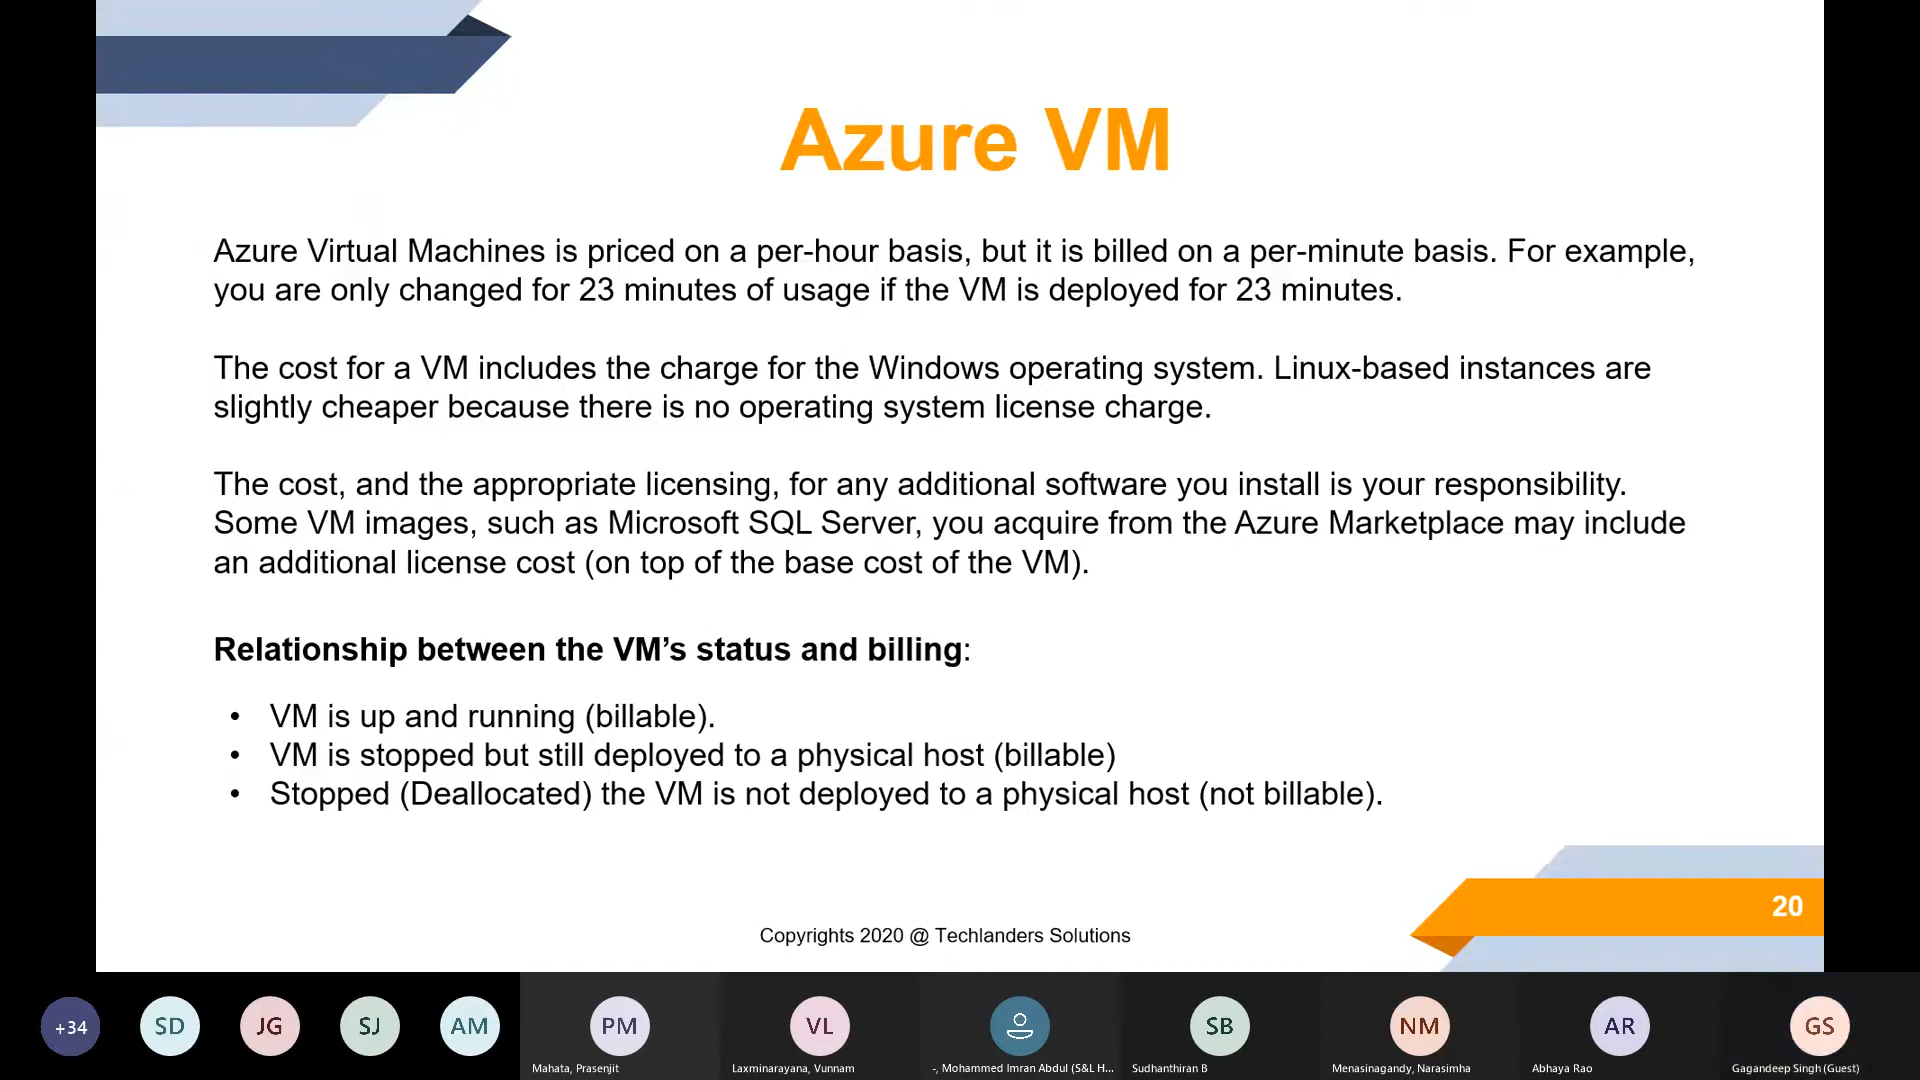 Azure VM
Azure Virtual Machines is priced on a per-hour basis, but it is billed on a per-minute basis. For example,
you are only changed for 23 minutes of usage if the VM is deployed for 23 minutes.
The cost for a VM includes the charge for the Windows operating system. Linux-based instances are
slightly cheaper because there is no operating system license charge.
The cost, and the appropriate licensing, for any additional software you install is your responsibility.
Some VM images, such as Microsoft SQL Server, you acquire from the Azure Marketplace may include
an additional license cost (on top of the base cost of the VM).
Relationship between the VM’s status and billing:
• VM is up and running (billable).
• VM is stopped but still deployed to a physical host (billable)
• Stopped (Deallocated) the VM is not deployed to a physical host (not billable).
20
Copyrights 2020 @ Techlanders Solutions
+34 SD JG SJ AM PM VL SB NM AR GS
Mahata, Prasenjit Laxminarayana, Vunnam -, Mohammed Imran Abdul (S&L H... Sudhanthiran B Menasinagandy, Narasimha Abhaya Rao Gagandeep Singh (Guest)